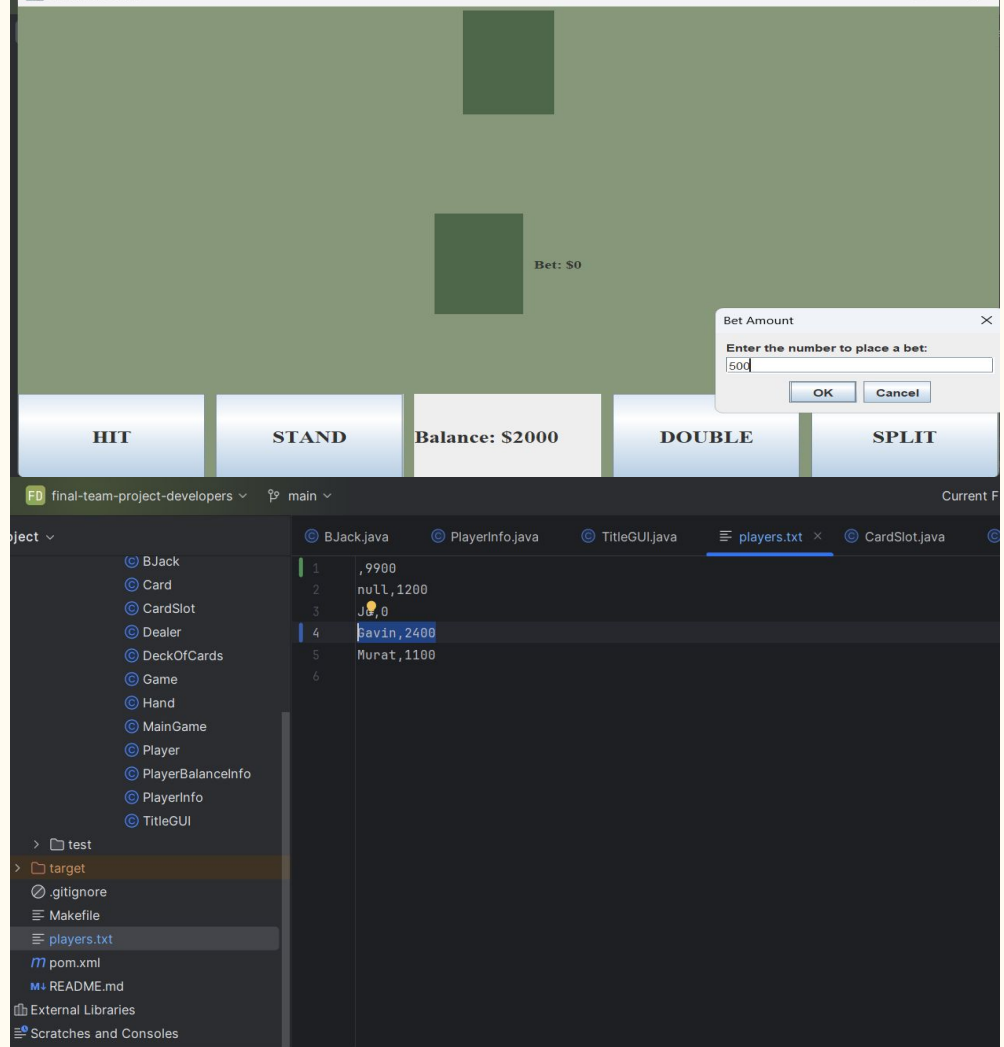 Bet: $0
Bet Amount
Enter the number to place a bet:
500
OK Cancel
HIT STAND Balance: $2000 DOUBLE SPLIT
FD final-team-project-developers main Current F
oject BJack.java PlayerInfo.java TitleGUI.java players.txt CardSlot.java
BJack
Card
CardSlot
Dealer
DeckOfCards
Game
Hand
MainGame
Player
PlayerBalanceInfo
PlayerInfo
TitleGUI
test
target
.gitignore
Makefile
players.txt
pom.xml
README.md
External Libraries
Scratches and Consoles
1 ,9900
2 null,1200
3 ,0
4 Gavin,2400
5 Murat,1100
6